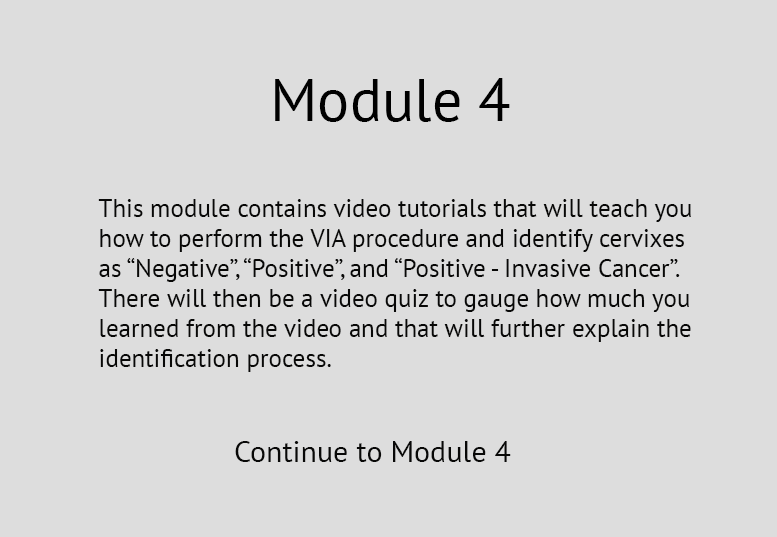 Module 4
This module contains video tutorials that will teach you
how to perform the VIA procedure and identify cervixes
as “Negative”, “Positive”, and “Positive - Invasive Cancer”.
There will then be a video quiz to gauge how much you
learned from the video and that will further explain the
identification process.
Continue to Module 4